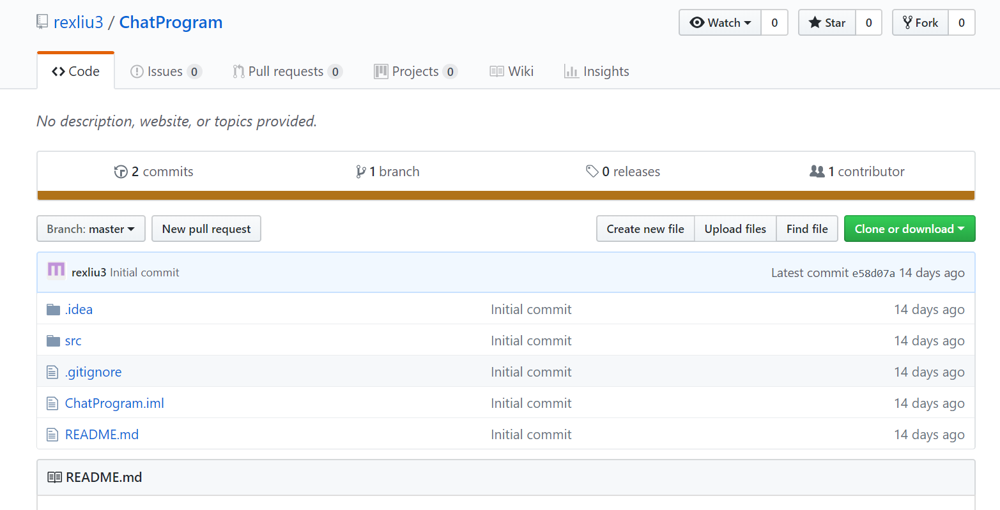 rexliu3 / ChatProgram
Watch 0 Star 0 Fork 0
Code Issues 0 Pull requests 0 Projects 0 Wiki Insights
No description, website, or topics provided.
2 commits 1 branch 0 releases 1 contributor
Branch: master New pull request Create new file Upload files Find file Clone or download
rexliu3 Initial commit Latest commit e58d07a 14 days ago
.idea Initial commit 14 days ago
src Initial commit 14 days ago
.gitignore Initial commit 14 days ago
ChatProgram.iml Initial commit 14 days ago
README.md Initial commit 14 days ago
README.md